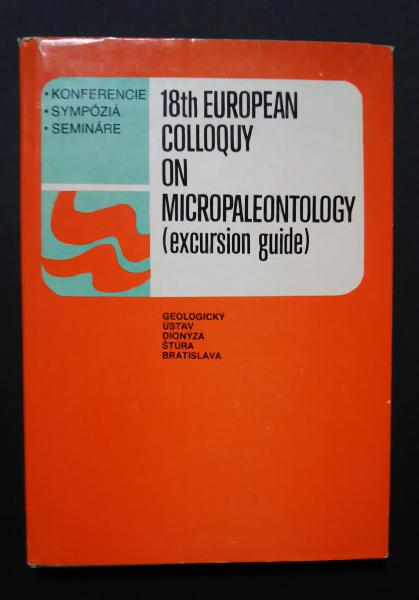 • KONFERENCIE
• SYMPÓZIÁ
• SEMINÁRE
18th EUROPEAN
COLLOQUY
ON
MICROPALEONTOLOGY
(excursion guide)
GEOLOGICKÝ
ÚSTAV
DIONÝZA
ŠTÚRA
BRATISLAVA